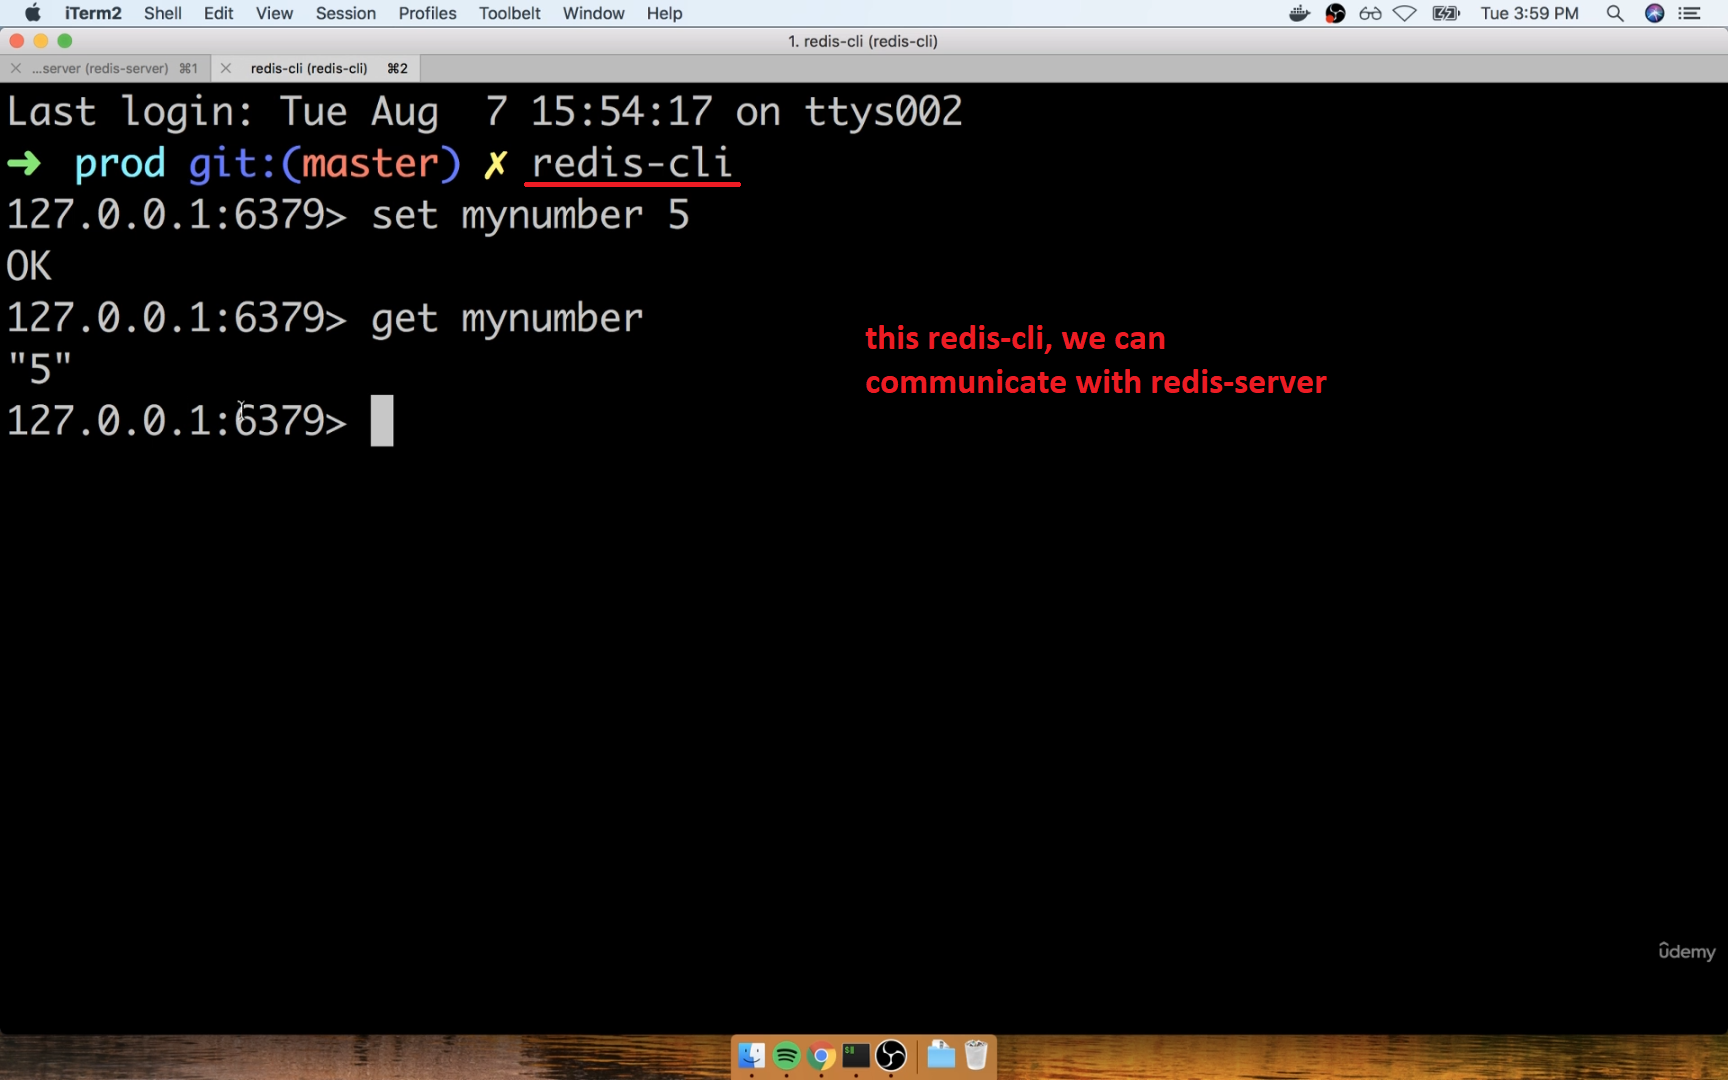 iTerm2 Shell Edit View Session Profiles Toolbelt Window Help Tue 3:59 PM
1. redis-cli (redis-cli)
...server (redis-server) ⌘1 redis-cli (redis-cli) ⌘2
Last login: Tue Aug  7 15:54:17 on ttys002
➜ prod git:(master) ✗ redis-cli
127.0.0.1:6379> set mynumber 5
OK
127.0.0.1:6379> get mynumber
"5"
127.0.0.1:6379>
this redis-cli, we can
communicate with redis-server
ûdemy